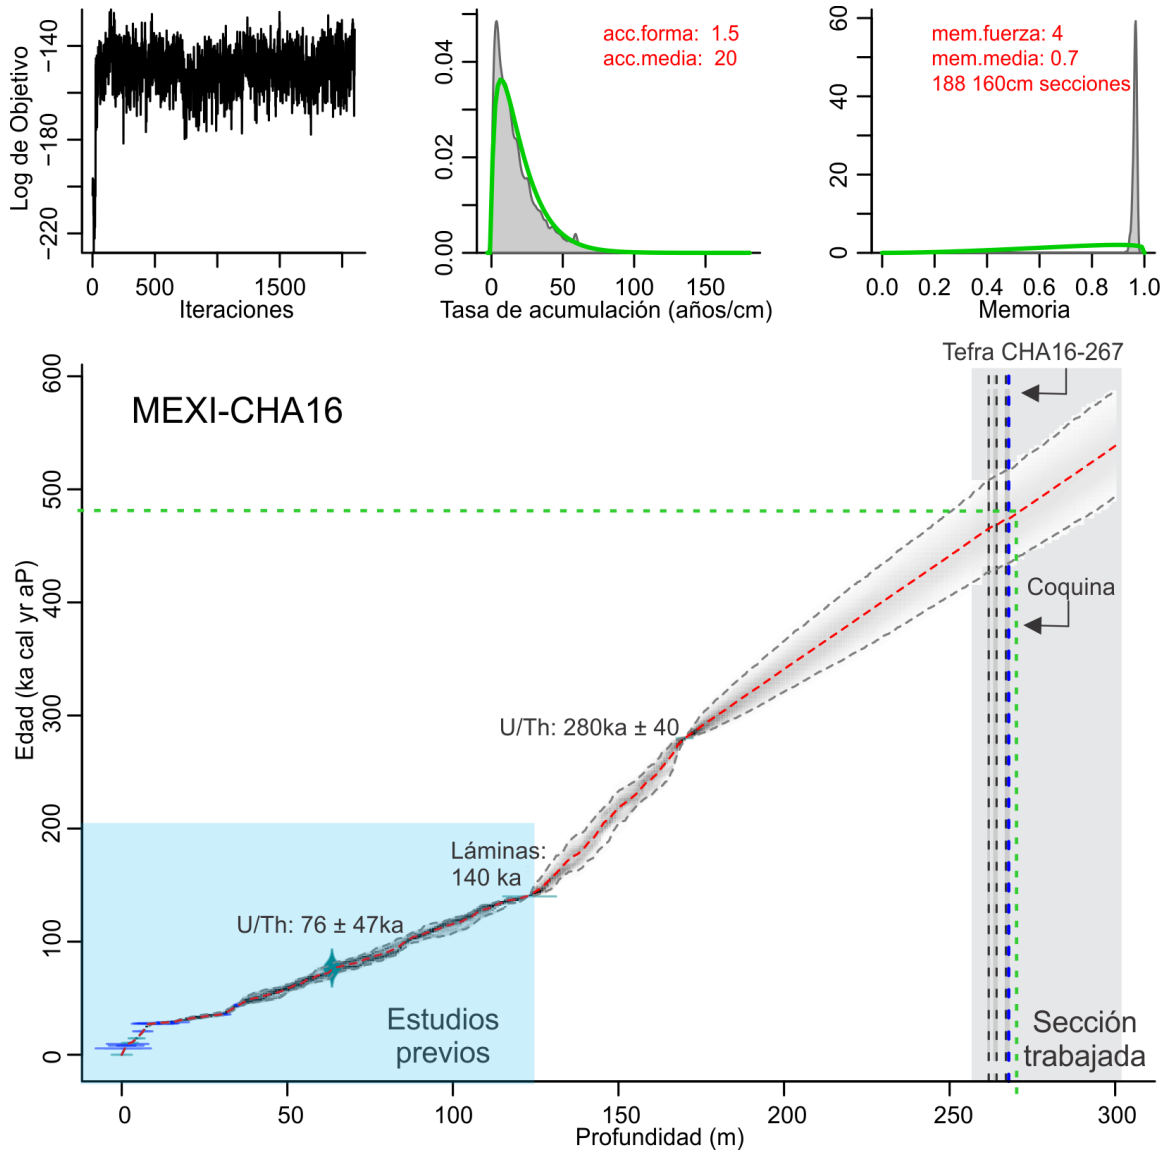 Log de Objetivo
−140
−180
−220
0
500
1500
Iteraciones
0.04
0.02
0.00
acc.forma: 1.5
acc.media: 20
0
50
100
150
Tasa de acumulación (años/cm)
60
40
20
0
mem.fuerza: 4
mem.media: 0.7
188 160cm secciones
0.0
0.2
0.4
0.6
0.8
1.0
Memoria
Tefra CHA16-267
MEXI-CHA16
Edad (ka cal yr aP)
600
500
400
300
200
100
0
Coquina
U/Th: 280ka ± 40
Láminas:
140 ka
U/Th: 76 ± 47ka
Estudios
previos
Sección
trabajada
0
50
100
150
200
250
300
Profundidad (m)